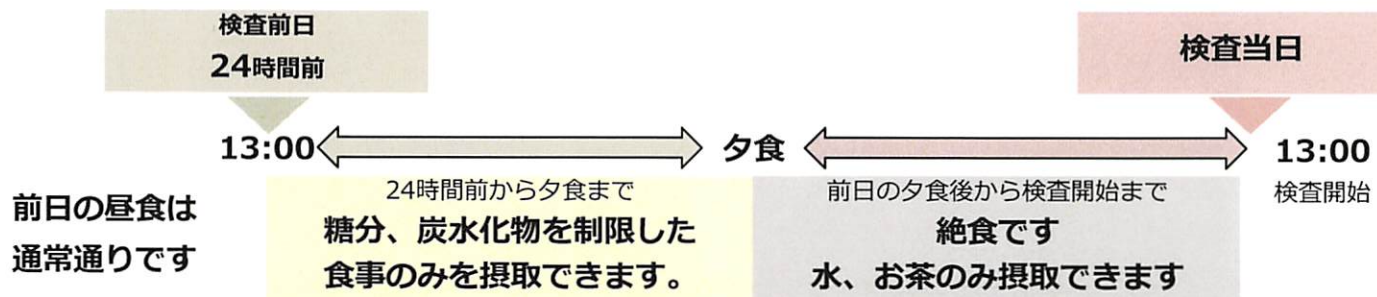 検査前日
24時間前
検査当日
13:00
夕食
13:00
検査開始
前日の昼食は
通常通りです
24時間前から夕食まで
糖分、炭水化物を制限した
食事のみを摂取できます。
前日の夕食後から検査開始まで
絶食です
水、お茶のみ摂取できます